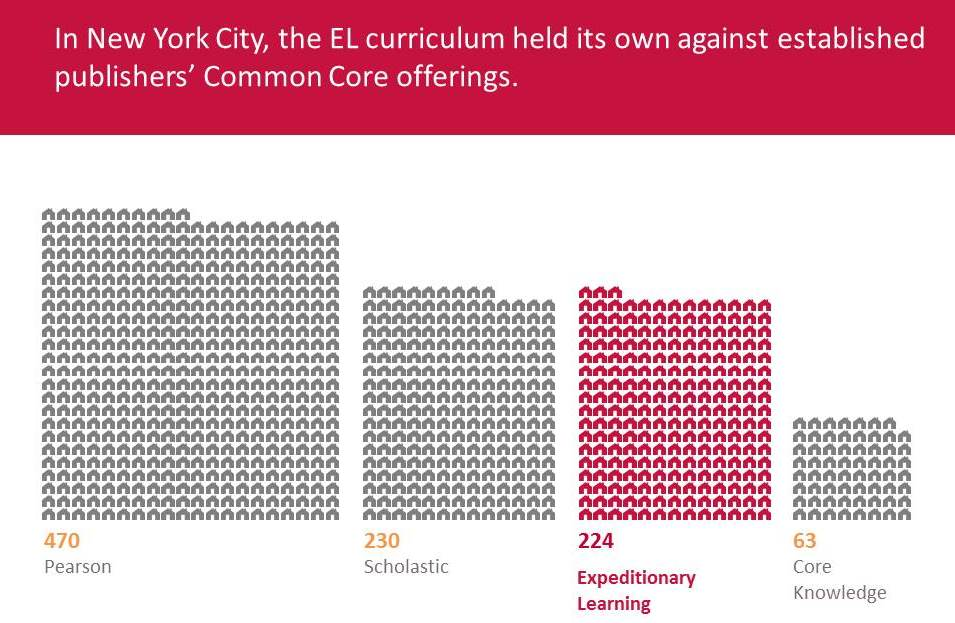 In New York City, the EL curriculum held its own against established
publishers’ Common Core offerings.
470
Pearson
230
Scholastic
224
Expeditionary
Learning
63
Core
Knowledge